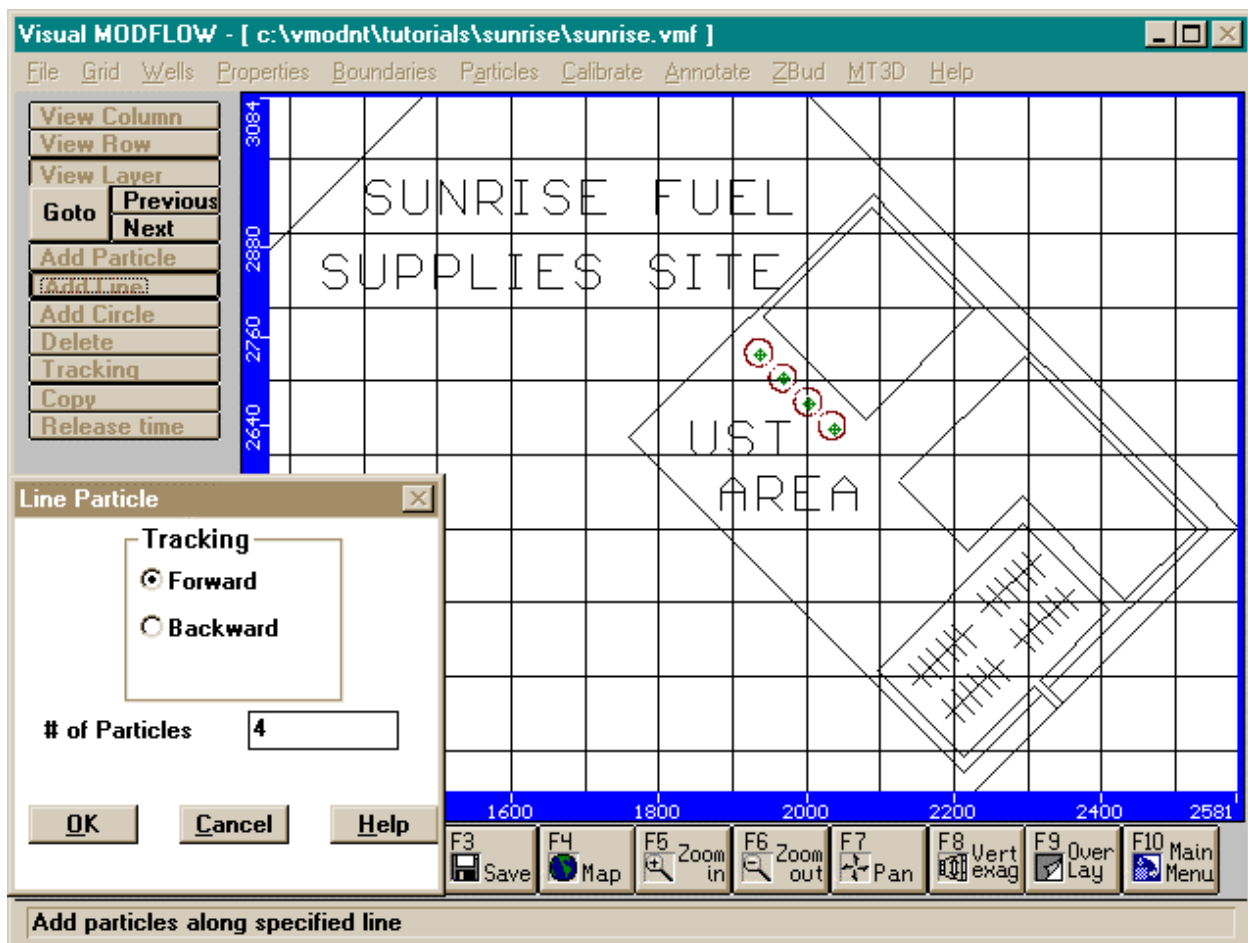 Visual MODFLOW - [ c:\vmodnt\tutorials\sunrise\sunrise.vmf ]
File Grid Wells Properties Boundaries Particles Calibrate Annotate ZBud MT3D Help
View Column
View Row
View Layer
Goto
Previous
Next
Add Particle
Add Line
Add Circle
Delete
Tracking
Copy
Release time
3084
2880
2760
2640
SUNRISE FUEL
SUPPLIES SITE
UST
AREA
Line Particle
Tracking
Forward
Backward
# of Particles 4
OK Cancel Help
1600 1800 2000 2200 2400 2581
F3 Save
F4 Map
F5 Zoom in
F6 Zoom out
F7 Pan
F8 Vert exag
F9 Over Lay
F10 Main Menu
Add particles along specified line